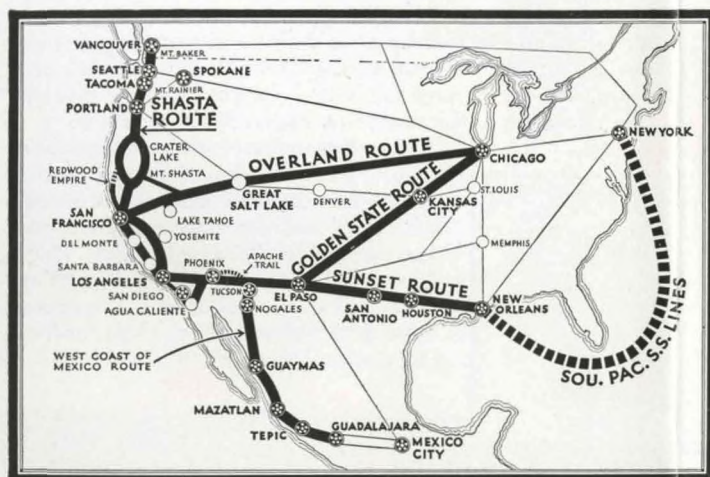 VANCOUVER
MT. BAKER
SEATTLE
SPOKANE
TACOMA
MT. RAINIER
SHASTA
ROUTE
PORTLAND
CRATER
LAKE
REDWOOD
EMPIRE
MT. SHASTA
OVERLAND ROUTE
CHICAGO
NEW YORK
GREAT
SALT LAKE
DENVER
GOLDEN STATE ROUTE
KANSAS
CITY
ST. LOUIS
SAN
FRANCISCO
LAKE TAHOE
DEL MONTE
YOSEMITE
MEMPHIS
SANTA BARBARA
PHOENIX
APACHE
TRAIL
LOS ANGELES
SAN DIEGO
AGUA CALIENTE
TUCSON
NOGALES
EL PASO
SUNSET ROUTE
SAN
ANTONIO
HOUSTON
NEW
ORLEANS
SOU. PAC. S.S. LINES
WEST COAST OF
MEXICO ROUTE
GUAYMAS
MAZATLAN
TEPIC
GUADALAJARA
MEXICO
CITY